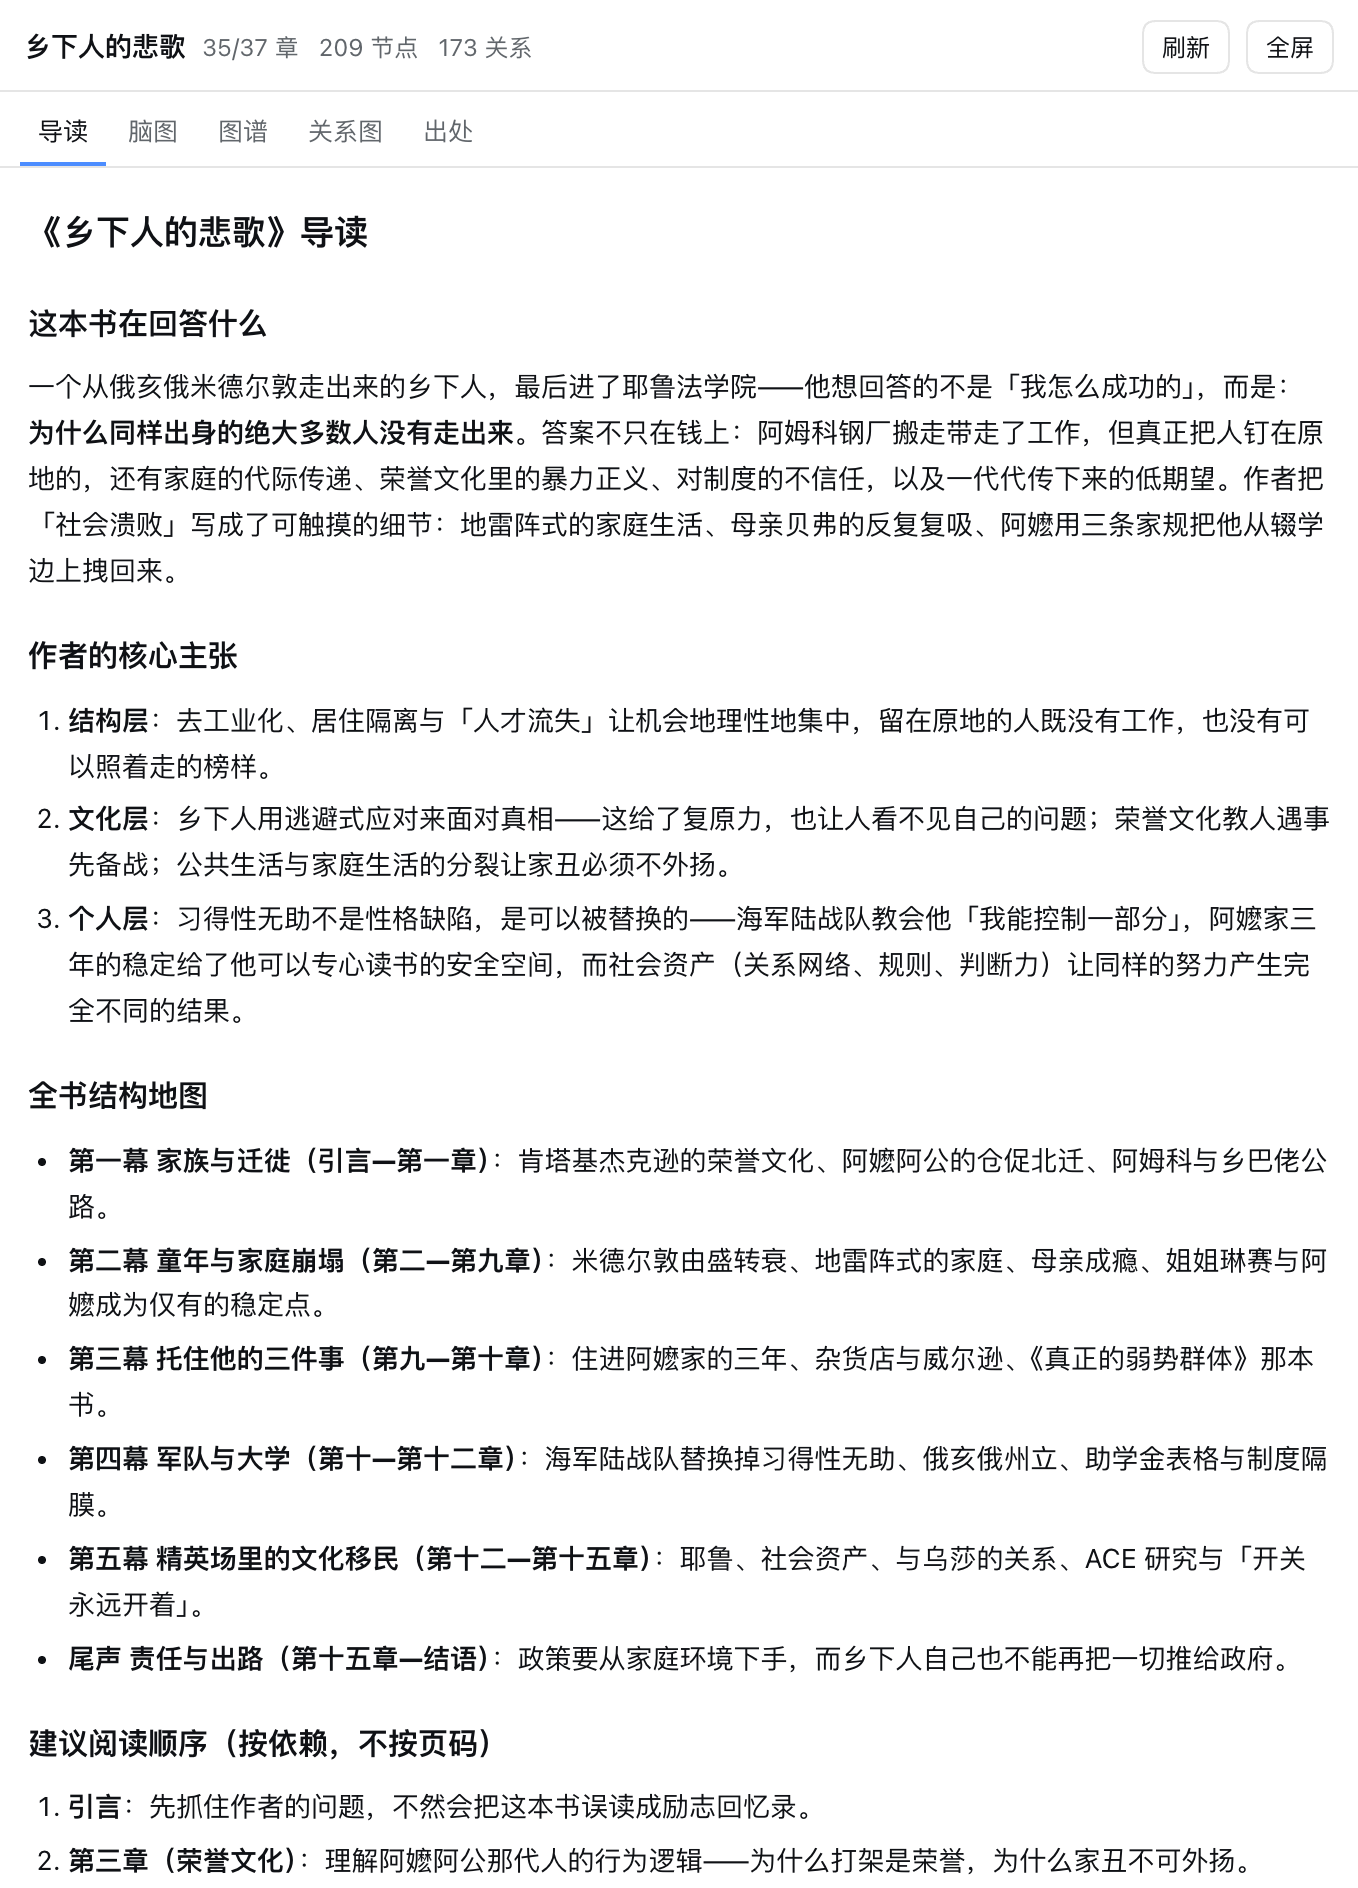 乡下人的悲歌 35/37 章 209 节点 173 关系 刷新 全屏
导读 脑图 图谱 关系图 出处
《乡下人的悲歌》导读
这本书在回答什么
一个从俄亥俄米德尔敦走出来的乡下人，最后进了耶鲁法学院——他想回答的不是「我怎么成功的」，而是：
为什么同样出身的绝大多数人没有走出来。答案不只在钱上：阿姆科钢厂搬走带走了工作，但真正把人钉在原
地的，还有家庭的代际传递、荣誉文化里的暴力正义、对制度的不信任，以及一代代传下来的低期望。作者把
「社会溃败」写成了可触摸的细节：地雷阵式的家庭生活、母亲贝弗的反复复吸、阿嬷用三条家规把他从辍学
边上拽回来。
作者的核心主张
1. 结构层：去工业化、居住隔离与「人才流失」让机会地理性地集中，留在原地的人既没有工作，也没有可
以照着走的榜样。
2. 文化层：乡下人用逃避式应对来面对真相——这给了复原力，也让人看不见自己的问题；荣誉文化教人遇事
先备战；公共生活与家庭生活的分裂让家丑必须不外扬。
3. 个人层：习得性无助不是性格缺陷，是可以被替换的——海军陆战队教会他「我能控制一部分」，阿嬷家三
年的稳定给了他可以专心读书的安全空间，而社会资产（关系网络、规则、判断力）让同样的努力产生完
全不同的结果。
全书结构地图
• 第一幕 家族与迁徙（引言—第一章）：肯塔基杰克逊的荣誉文化、阿嬷阿公的仓促北迁、阿姆科与乡巴佬公
路。
• 第二幕 童年与家庭崩塌（第二—第九章）：米德尔敦由盛转衰、地雷阵式的家庭、母亲成瘾、姐姐琳赛与阿
嬷成为仅有的稳定点。
• 第三幕 托住他的三件事（第九—第十章）：住进阿嬷家的三年、杂货店与威尔逊、《真正的弱势群体》那本
书。
• 第四幕 军队与大学（第十—第十二章）：海军陆战队替换掉习得性无助、俄亥俄州立、助学金表格与制度隔
膜。
• 第五幕 精英场里的文化移民（第十二—第十五章）：耶鲁、社会资产、与乌莎的关系、ACE 研究与「开关
永远开着」。
• 尾声 责任与出路（第十五章—结语）：政策要从家庭环境下手，而乡下人自己也不能再把一切推给政府。
建议阅读顺序（按依赖，不按页码）
1. 引言：先抓住作者的问题，不然会把这本书误读成励志回忆录。
2. 第三章（荣誉文化）：理解阿嬷阿公那代人的行为逻辑——为什么打架是荣誉，为什么家丑不可外扬。